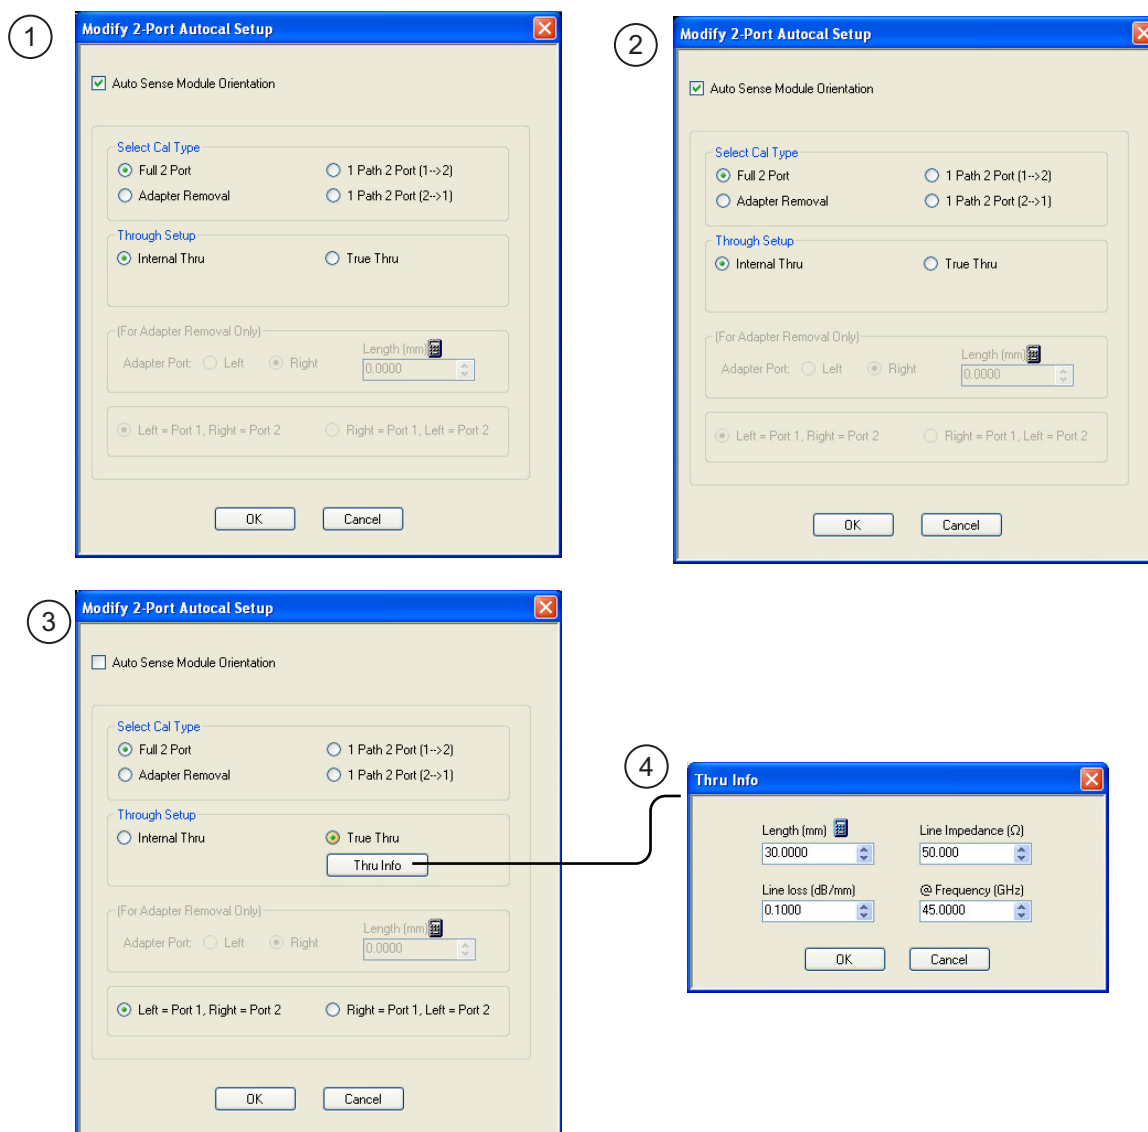 1
Modify 2-Port Autocal Setup
Auto Sense Module Orientation
Select Cal Type
Full 2 Port
1 Path 2 Port (1-->2)
Adapter Removal
1 Path 2 Port (2-->1)
Through Setup
Internal Thru
True Thru
(For Adapter Removal Only)
Adapter Port:
Left
Right
Length (mm)
0.0000
Left = Port 1, Right = Port 2
Right = Port 1, Left = Port 2
OK
Cancel
2
Modify 2-Port Autocal Setup
Auto Sense Module Orientation
Select Cal Type
Full 2 Port
1 Path 2 Port (1-->2)
Adapter Removal
1 Path 2 Port (2-->1)
Through Setup
Internal Thru
True Thru
(For Adapter Removal Only)
Adapter Port:
Left
Right
Length (mm)
0.0000
Left = Port 1, Right = Port 2
Right = Port 1, Left = Port 2
OK
Cancel
3
Modify 2-Port Autocal Setup
Auto Sense Module Orientation
Select Cal Type
Full 2 Port
1 Path 2 Port (1-->2)
Adapter Removal
1 Path 2 Port (2-->1)
Through Setup
Internal Thru
True Thru
Thru Info
(For Adapter Removal Only)
Adapter Port:
Left
Right
Length (mm)
0.0000
Left = Port 1, Right = Port 2
Right = Port 1, Left = Port 2
OK
Cancel
4
Thru Info
Length (mm)
Line Impedance (Ω)
30.0000
50.000
Line loss (dB/mm)
@ Frequency (GHz)
0.1000
45.0000
OK
Cancel